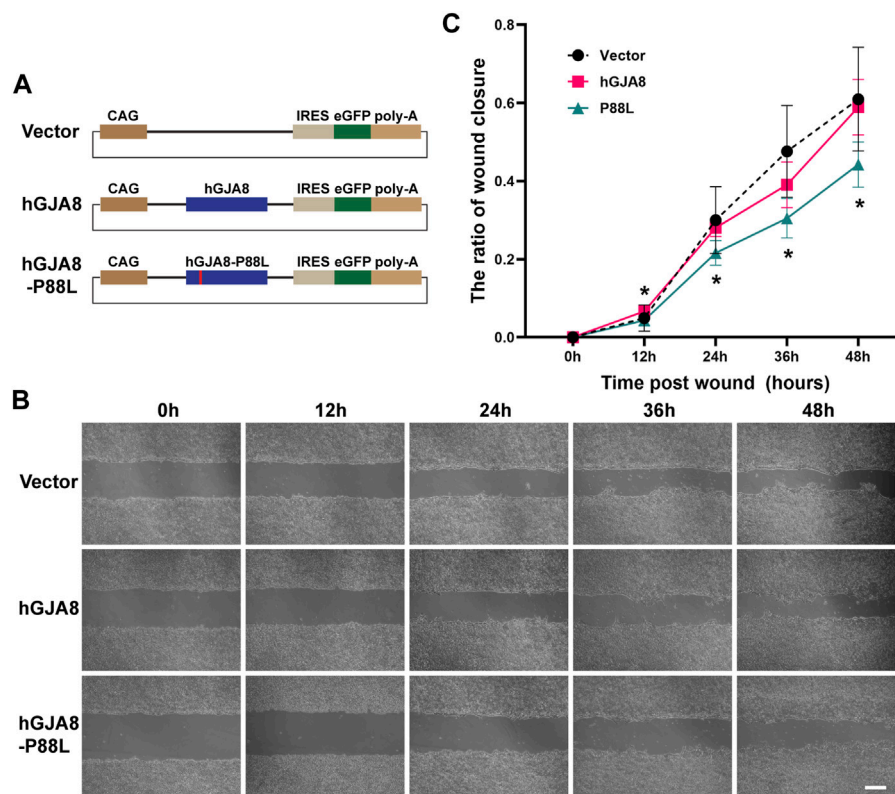 A
CAG
IRES eGFP poly-A
Vector
CAG
hGJA8
IRES eGFP poly-A
hGJA8
CAG
hGJA8-P88L
IRES eGFP poly-A
hGJA8
-P88L
C
The ratio of wound closure
Vector
hGJA8
P88L
0.8
0.6
0.4
0.2
0.0
*
*
*
*
0h
12h
24h
36h
48h
Time post wound (hours)
B
0h
12h
24h
36h
48h
Vector
hGJA8
hGJA8
-P88L